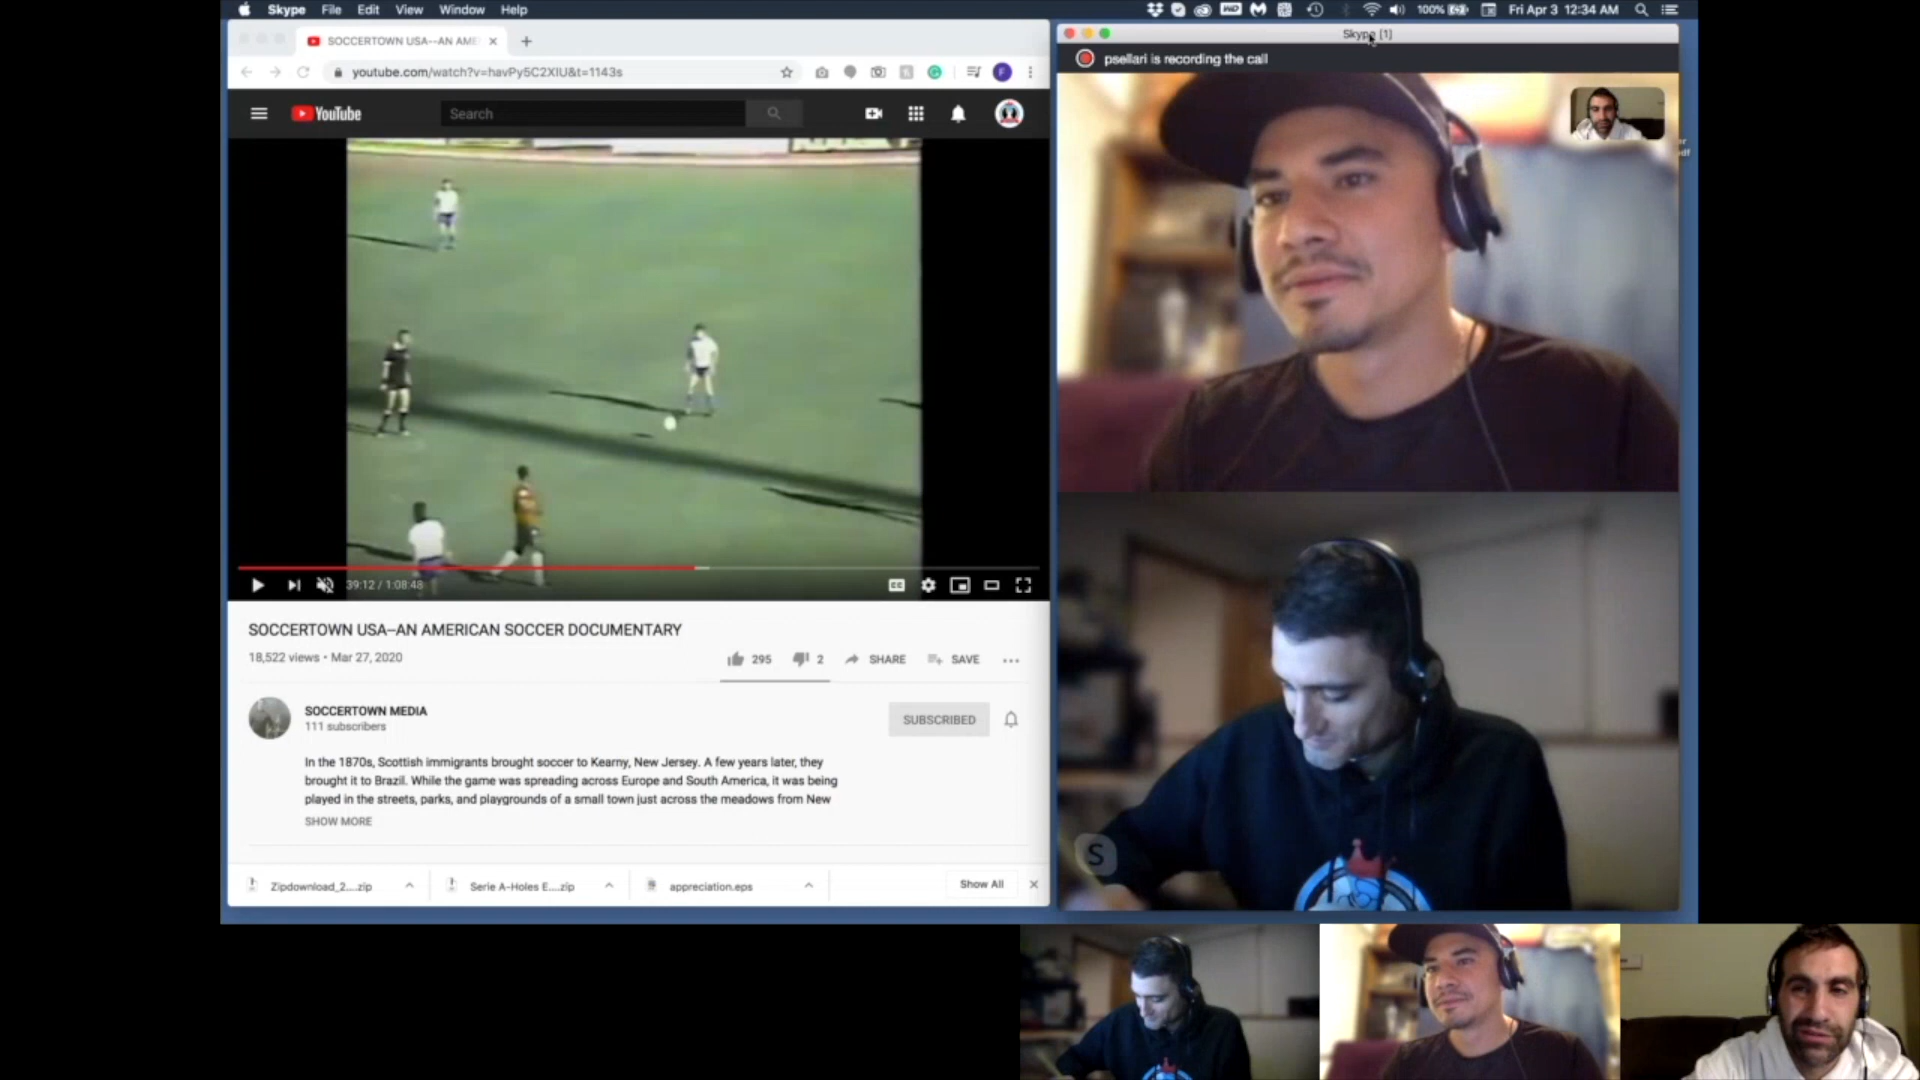 Skype File Edit View Window Help
100% Fri Apr 3 12:34 AM
SOCCERTOWN USA--AN AME
youtube.com/watch?v=havPy5C2XIU&t=1143s
F
YouTube
Search
39:12 / 1:08:48
CC
SOCCERTOWN USA--AN AMERICAN SOCCER DOCUMENTARY
18,522 views • Mar 27, 2020
295 2 SHARE SAVE
SOCCERTOWN MEDIA
111 subscribers
SUBSCRIBED
In the 1870s, Scottish immigrants brought soccer to Kearny, New Jersey. A few years later, they
brought it to Brazil. While the game was spreading across Europe and South America, it was being
played in the streets, parks, and playgrounds of a small town just across the meadows from New
SHOW MORE
Zipdownload_2....zip Serie A-Holes E....zip appreciation.eps Show All
Skype [1]
psellari is recording the call
S